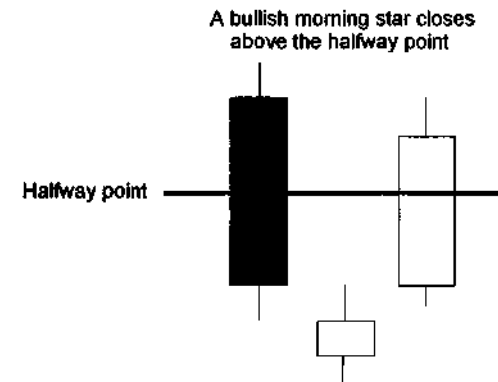 A bullish morning star closes
above the halfway point
Halfway point